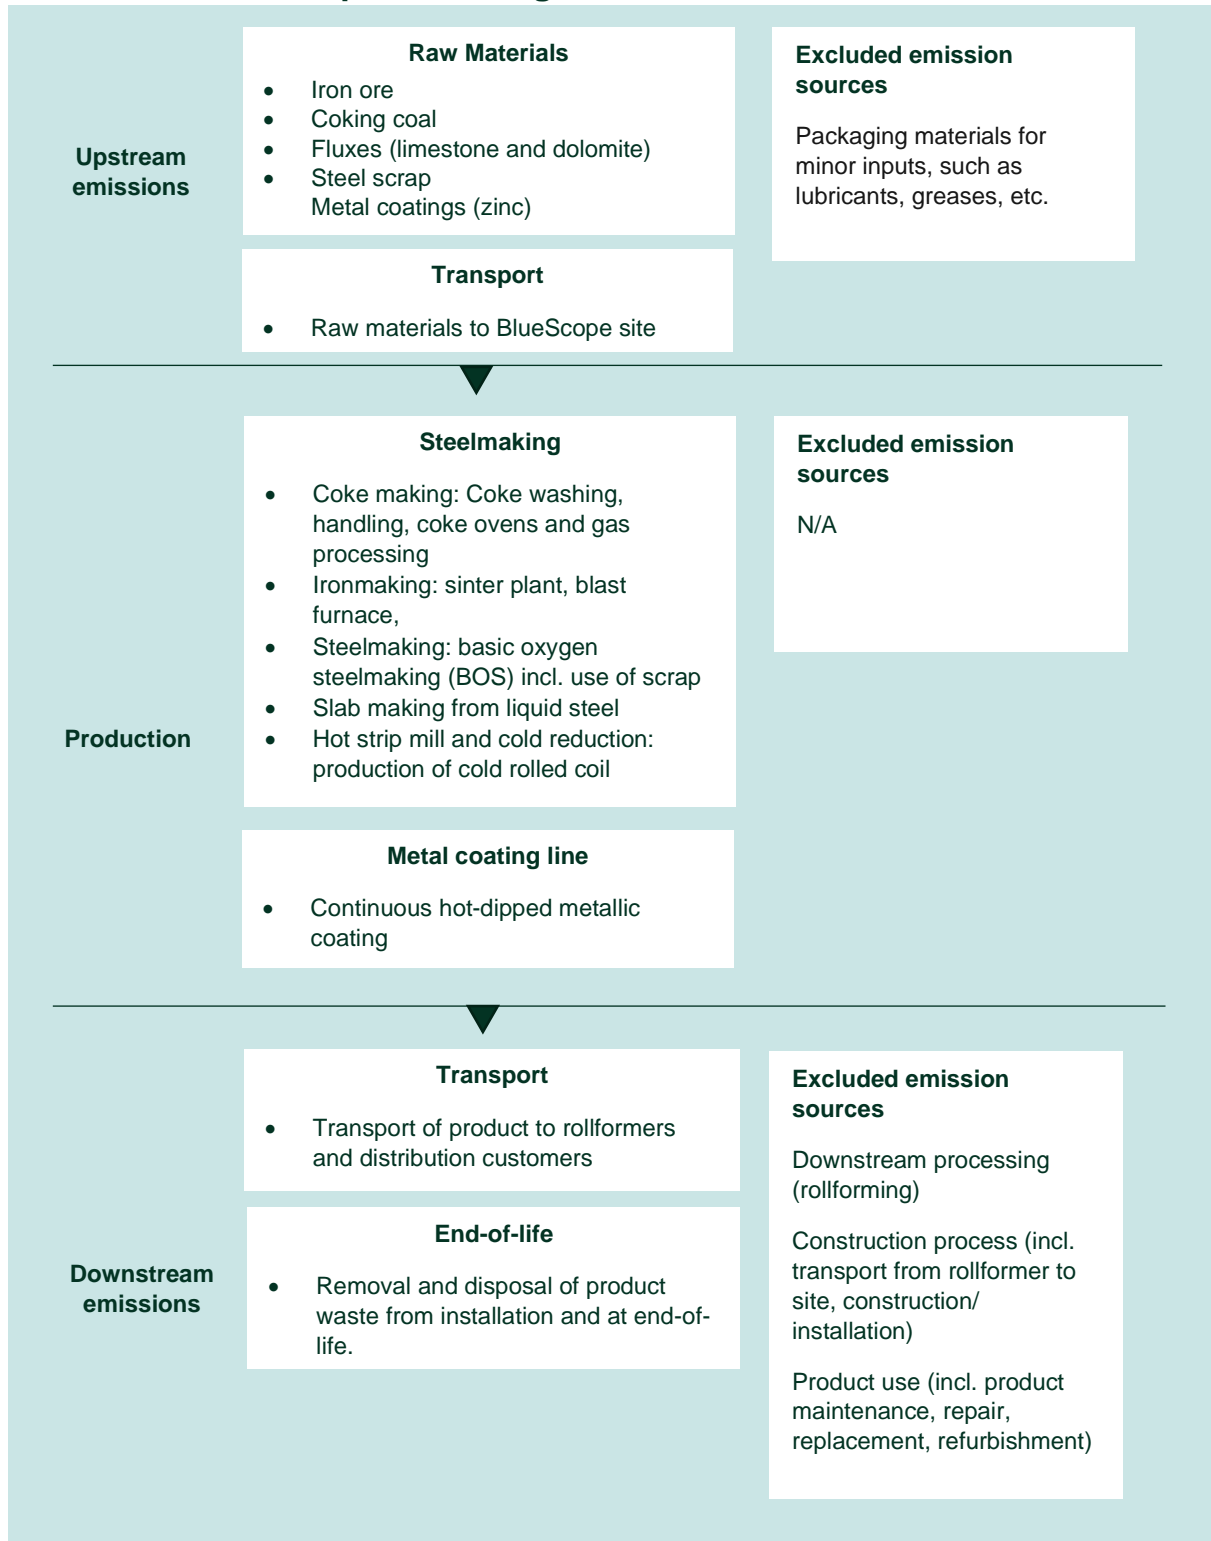 Upstream
emissions
Raw Materials
• Iron ore
• Coking coal
• Fluxes (limestone and dolomite)
• Steel scrap
Metal coatings (zinc)
Excluded emission
sources
Packaging materials for
minor inputs, such as
lubricants, greases, etc.
Transport
• Raw materials to BlueScope site
Production
Steelmaking
• Coke making: Coke washing,
handling, coke ovens and gas
processing
• Ironmaking: sinter plant, blast
furnace,
• Steelmaking: basic oxygen
steelmaking (BOS) incl. use of scrap
• Slab making from liquid steel
• Hot strip mill and cold reduction:
production of cold rolled coil
Excluded emission
sources
N/A
Metal coating line
• Continuous hot-dipped metallic
coating
Downstream
emissions
Transport
• Transport of product to rollformers
and distribution customers
End-of-life
• Removal and disposal of product
waste from installation and at end-of-
life.
Excluded emission
sources
Downstream processing
(rollforming)
Construction process (incl.
transport from rollformer to
site, construction/
installation)
Product use (incl. product
maintenance, repair,
replacement, refurbishment)